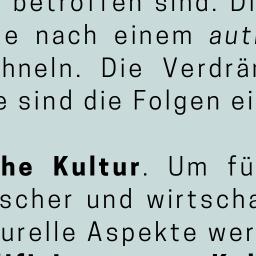 betroffen sind. Di
e nach einem aut
hneln. Die Verdrä
e sind die Folgen ei
he Kultur. Um fü
scher und wirtscha
urelle Aspekte wer